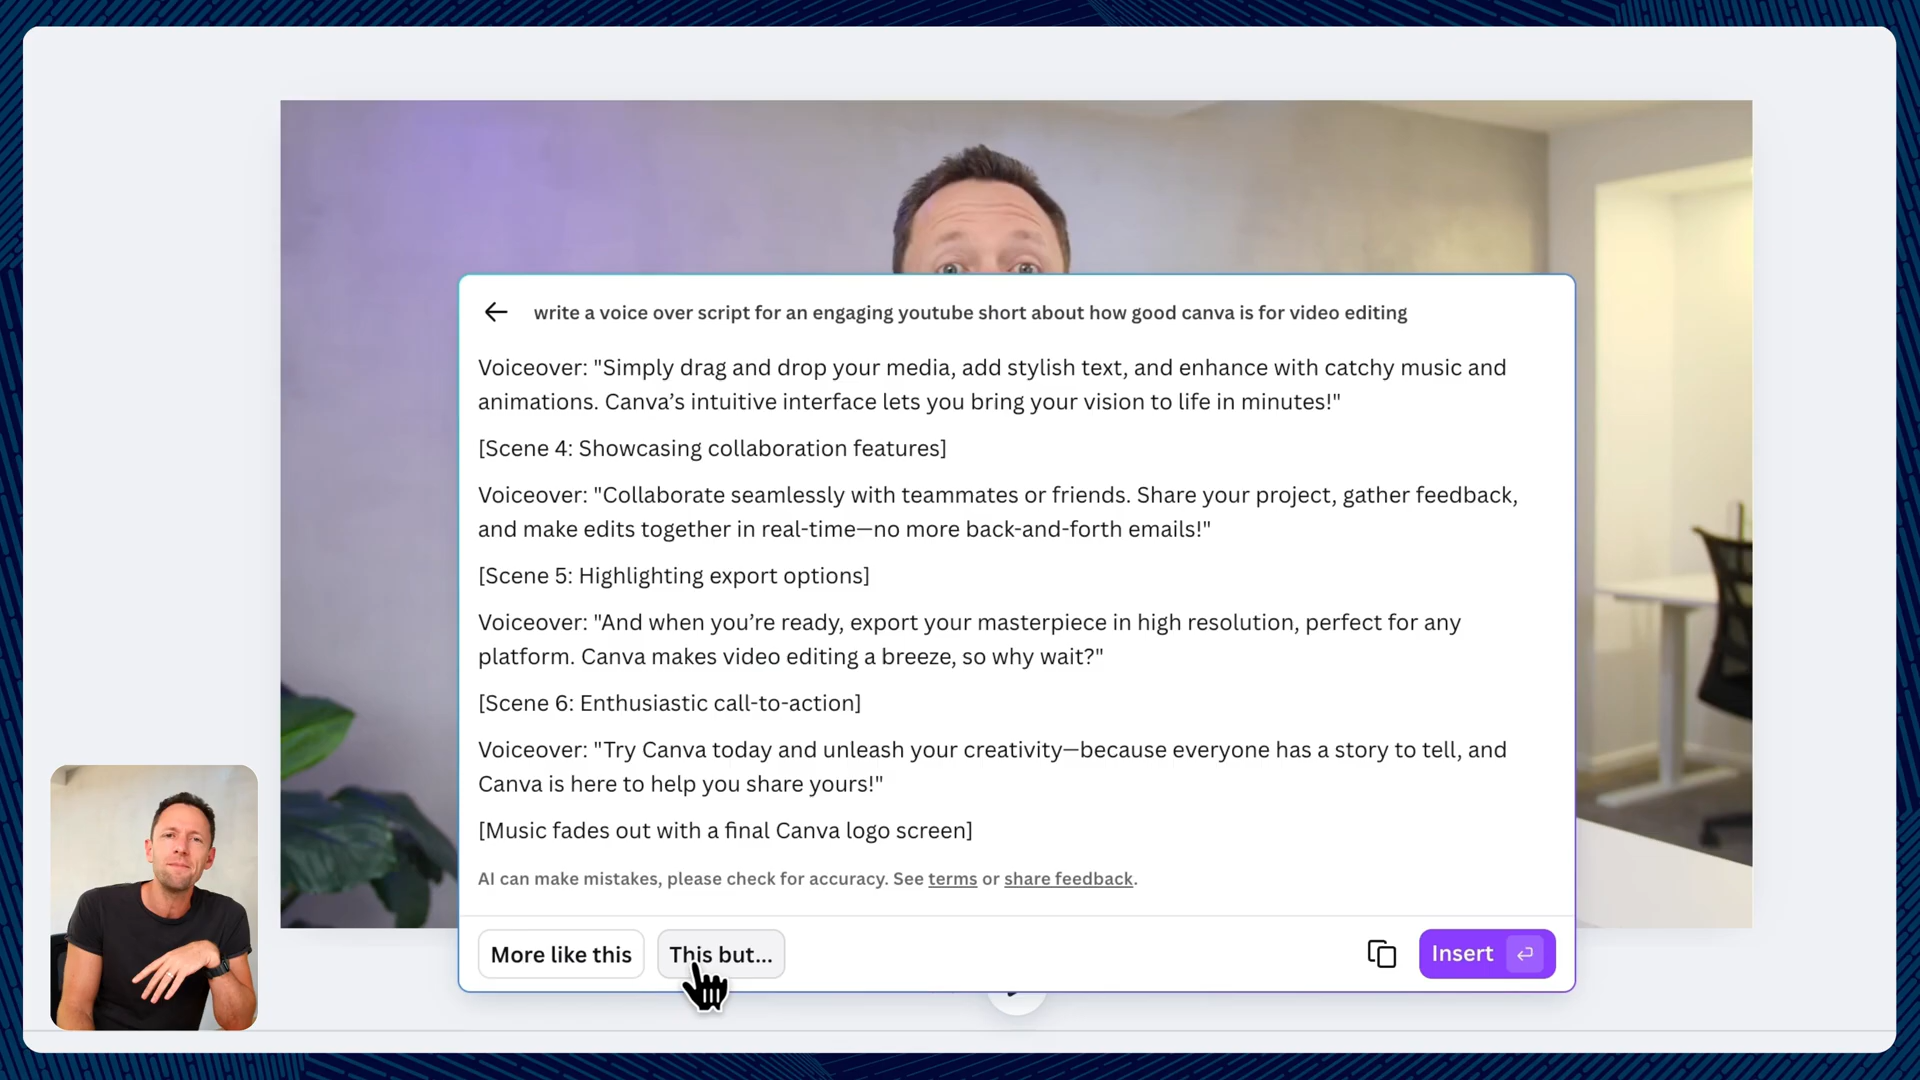 write a voice over script for an engaging youtube short about how good canva is for video editing
Voiceover: "Simply drag and drop your media, add stylish text, and enhance with catchy music and
animations. Canva’s intuitive interface lets you bring your vision to life in minutes!"
[Scene 4: Showcasing collaboration features]
Voiceover: "Collaborate seamlessly with teammates or friends. Share your project, gather feedback,
and make edits together in real-time—no more back-and-forth emails!"
[Scene 5: Highlighting export options]
Voiceover: "And when you’re ready, export your masterpiece in high resolution, perfect for any
platform. Canva makes video editing a breeze, so why wait?"
[Scene 6: Enthusiastic call-to-action]
Voiceover: "Try Canva today and unleash your creativity—because everyone has a story to tell, and
Canva is here to help you share yours!"
[Music fades out with a final Canva logo screen]
AI can make mistakes, please check for accuracy. See terms or share feedback.
More like this
This but...
Insert